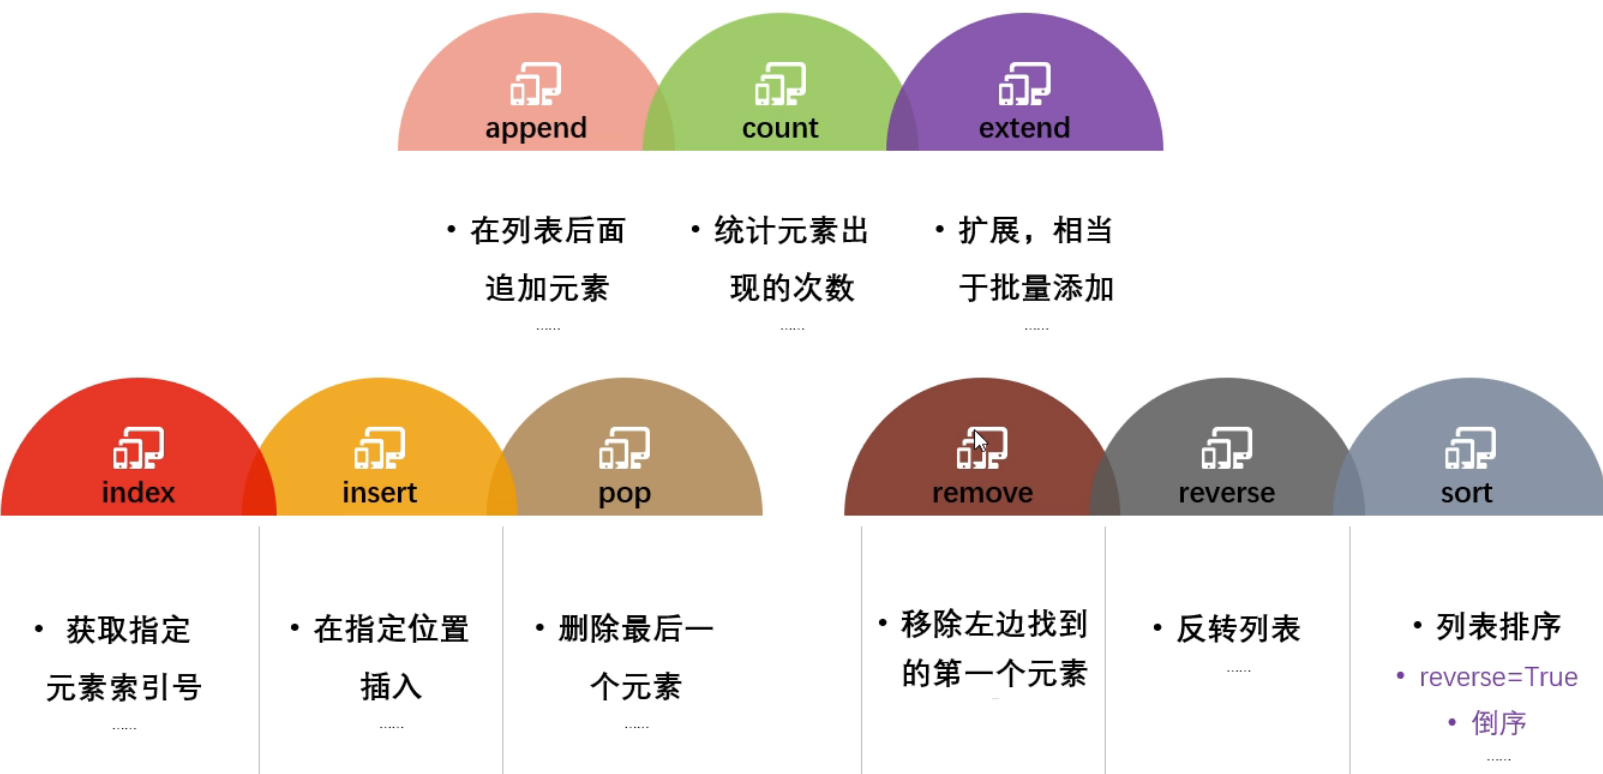 append
count
extend
• 在列表后面
追加元素
......
• 统计元素出
现的次数
......
• 扩展，相当
于批量添加
......
index
insert
pop
remove
reverse
sort
• 获取指定
元素索引号
......
• 在指定位置
插入
......
• 删除最后一
个元素
......
• 移除左边找到
的第一个元素
• 反转列表
......
• 列表排序
• reverse=True
• 倒序
......